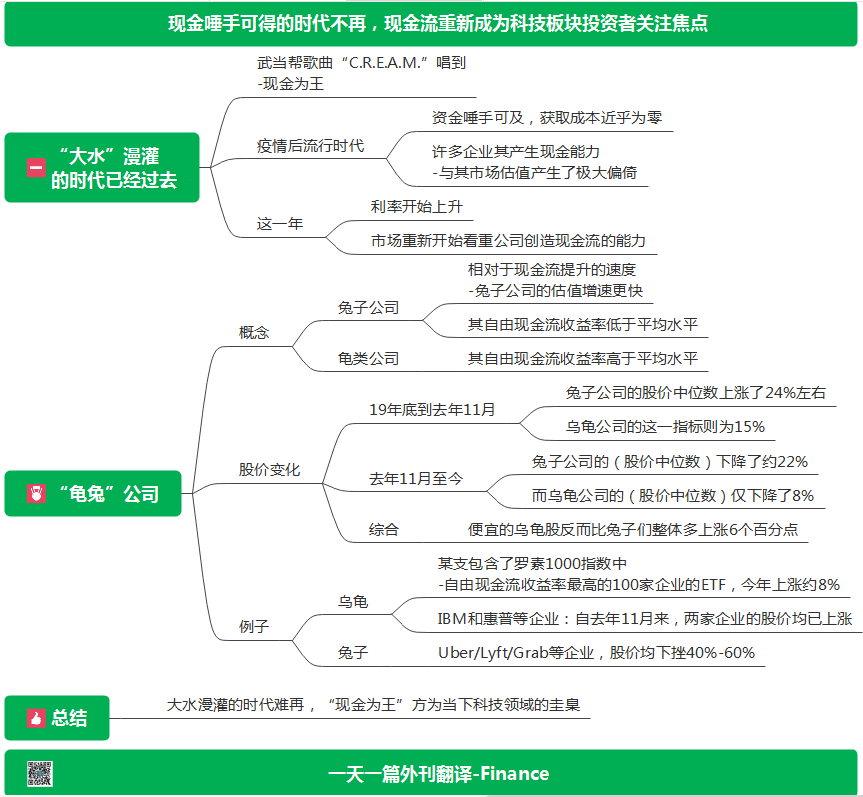 现金唾手可得的时代不再，现金流重新成为科技板块投资者关注焦点
“大水”漫灌
的时代已经过去
武当帮歌曲“C.R.E.A.M.”唱到
-现金为王
疫情后流行时代
资金唾手可及，获取成本近乎为零
许多企业其产生现金能力
-与其市场估值产生了极大偏倚
这一年
利率开始上升
市场重新开始看重公司创造现金流的能力
“龟兔”公司
概念
兔子公司
相对于现金流提升的速度
-兔子公司的估值增速更快
其自由现金流收益率低于平均水平
龟类公司
其自由现金流收益率高于平均水平
股价变化
19年底到去年11月
兔子公司的股价中位数上涨了24%左右
乌龟公司的这一指标则为15%
去年11月至今
兔子公司的（股价中位数）下降了约22%
而乌龟公司的（股价中位数）仅下降了8%
综合
便宜的乌龟股反而比兔子们整体多上涨6个百分点
例子
乌龟
某支包含了罗素1000指数中
-自由现金流收益率最高的100家企业的ETF，今年上涨约8%
IBM和惠普等企业：自去年11月来，两家企业的股价均已上涨
兔子
Uber/Lyft/Grab等企业，股价均下挫40%-60%
总结
大水漫灌的时代难再，“现金为王”方为当下科技领域的圭臬
一天一篇外刊翻译-Finance